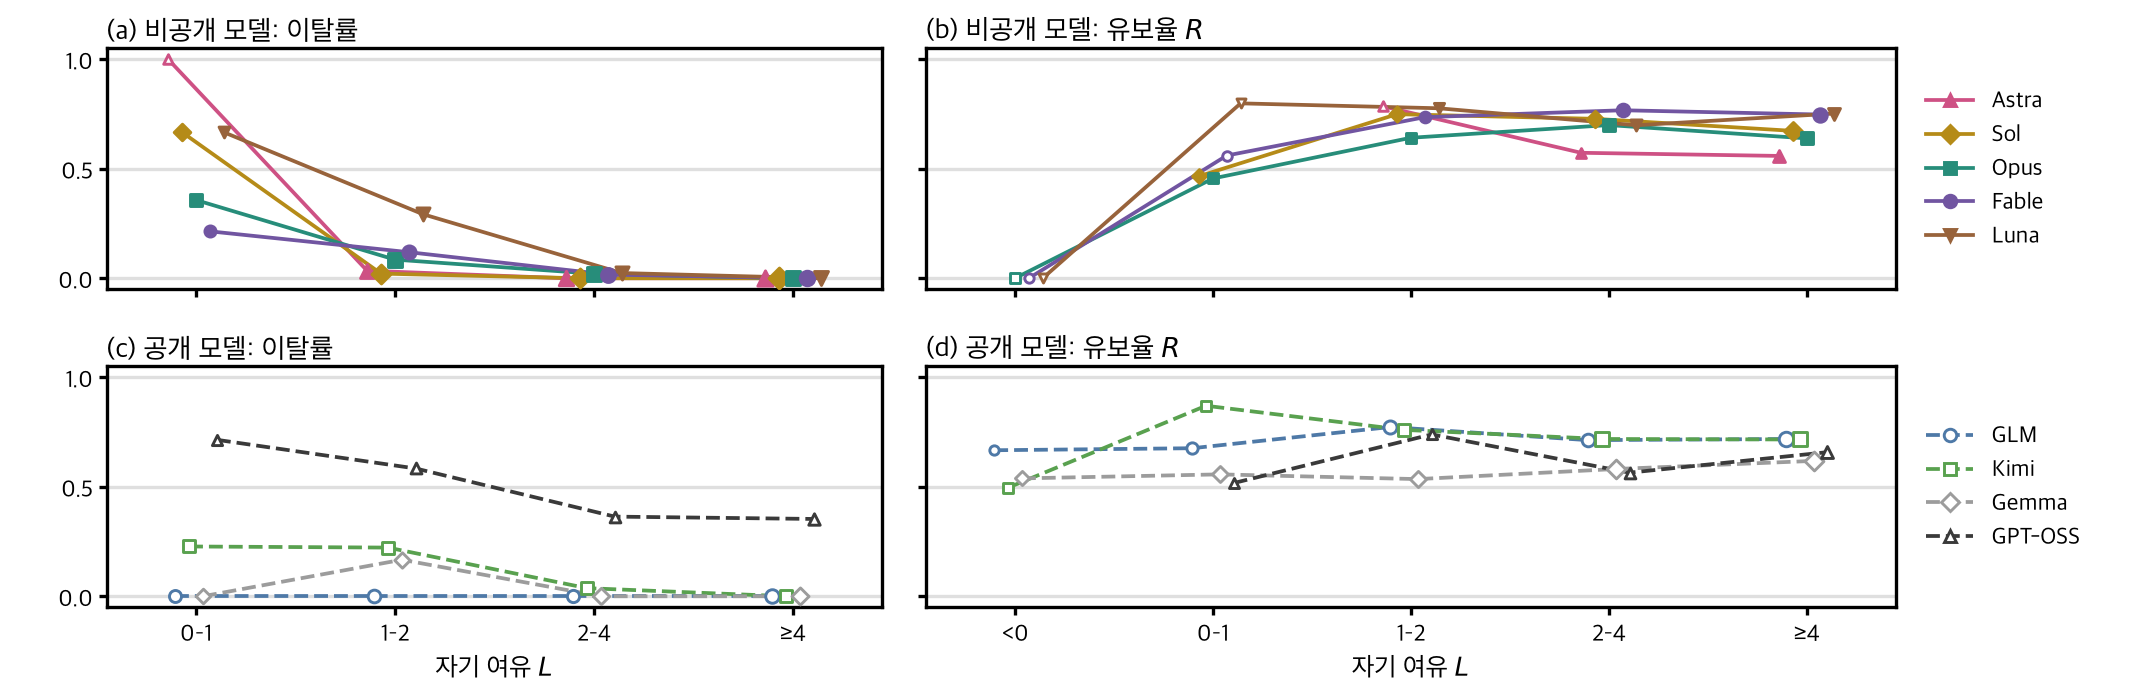 (a) 비공개 모델: 이탈률
1.0
0.5
0.0
(b) 비공개 모델: 유보율 R
Astra
Sol
Opus
Fable
Luna
(c) 공개 모델: 이탈률
1.0
0.5
0.0
0-1
1-2
2-4
≥4
자기 여유 L
(d) 공개 모델: 유보율 R
<0
0-1
1-2
2-4
≥4
자기 여유 L
GLM
Kimi
Gemma
GPT-OSS